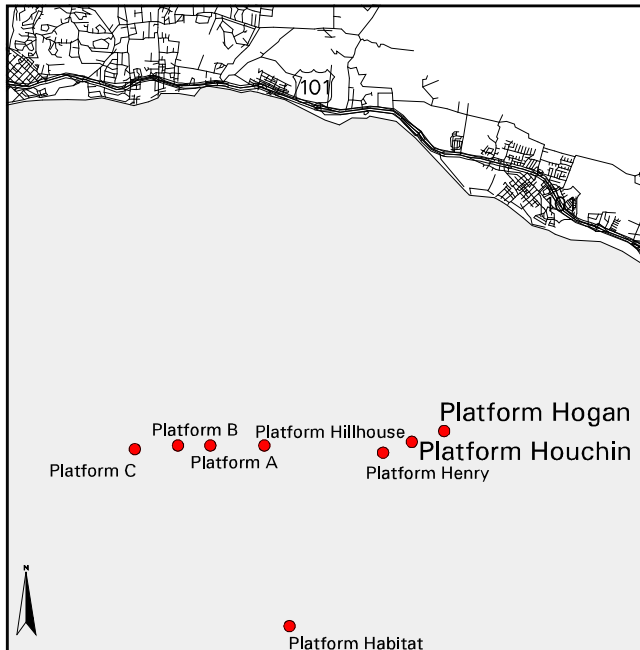 101
101
Platform Hogan
Platform B
Platform Hillhouse
Platform Houchin
Platform C
Platform A
Platform Henry
N
Platform Habitat